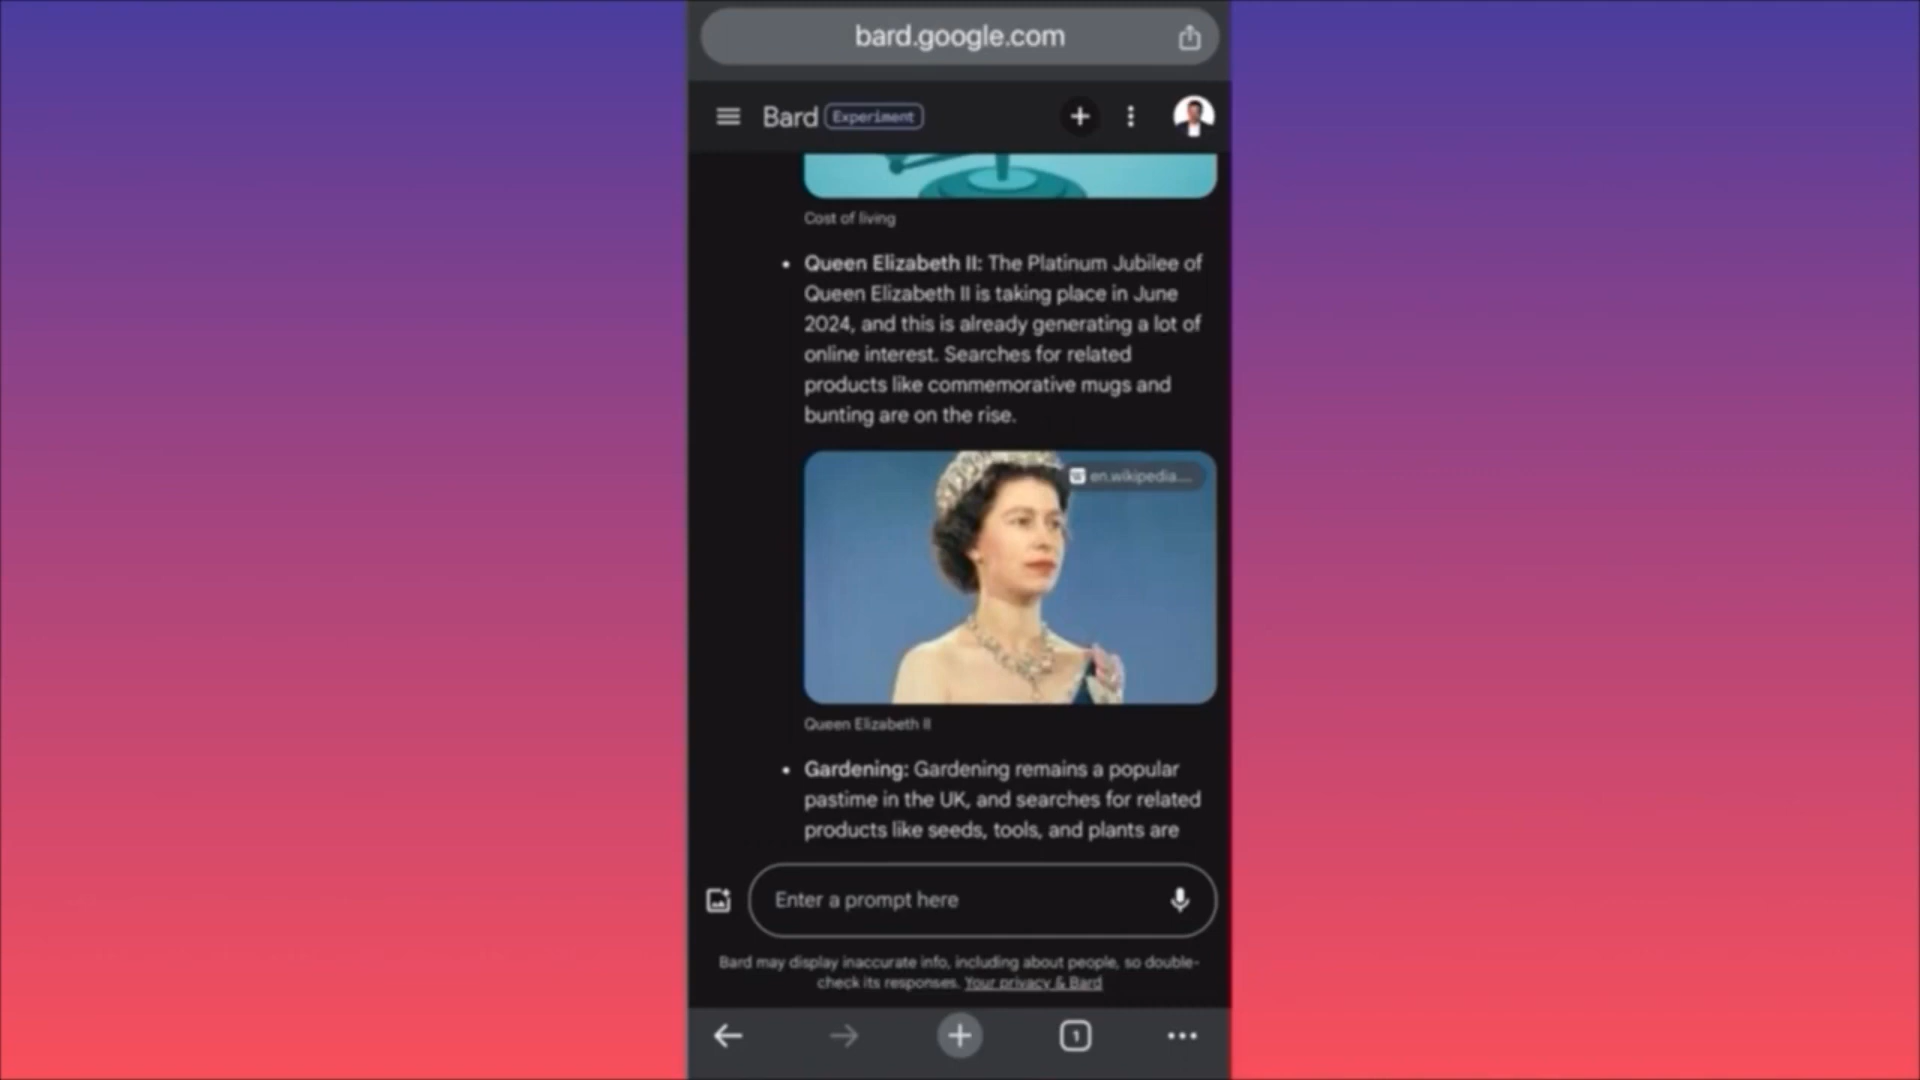 bard.google.com
Bard Experiment
Cost of living
• Queen Elizabeth II: The Platinum Jubilee of
Queen Elizabeth II is taking place in June
2024, and this is already generating a lot of
online interest. Searches for related
products like commemorative mugs and
bunting are on the rise.
en.wikipedia....
Queen Elizabeth II
• Gardening: Gardening remains a popular
pastime in the UK, and searches for related
products like seeds, tools, and plants are
Enter a prompt here
Bard may display inaccurate info, including about people, so double-
check its responses. Your privacy & Bard
1